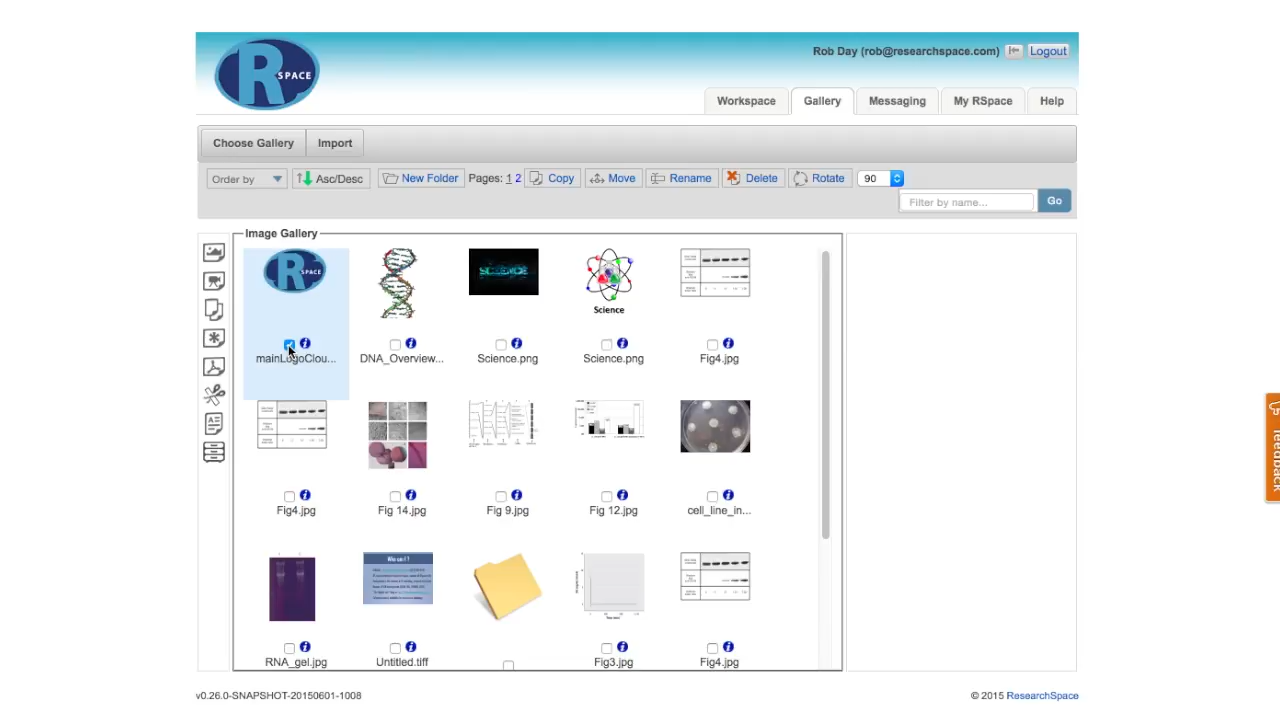 Rob Day (rob@researchspace.com) Logout
R SPACE
Workspace Gallery Messaging My RSpace Help
Choose Gallery Import
Order by Asc/Desc New Folder Pages: 1 2 Copy Move Rename Delete Rotate 90
Filter by name... Go
Image Gallery
R SPACE
SCIENCE
Science
mainLogoClou... DNA_Overview... Science.png Science.png Fig4.jpg
Fig4.jpg Fig 14.jpg Fig 9.jpg Fig 12.jpg cell_line_in...
RNA_gel.jpg Untitled.tiff Fig3.jpg Fig4.jpg
feedback
v0.26.0-SNAPSHOT-20150601-1008 © 2015 ResearchSpace